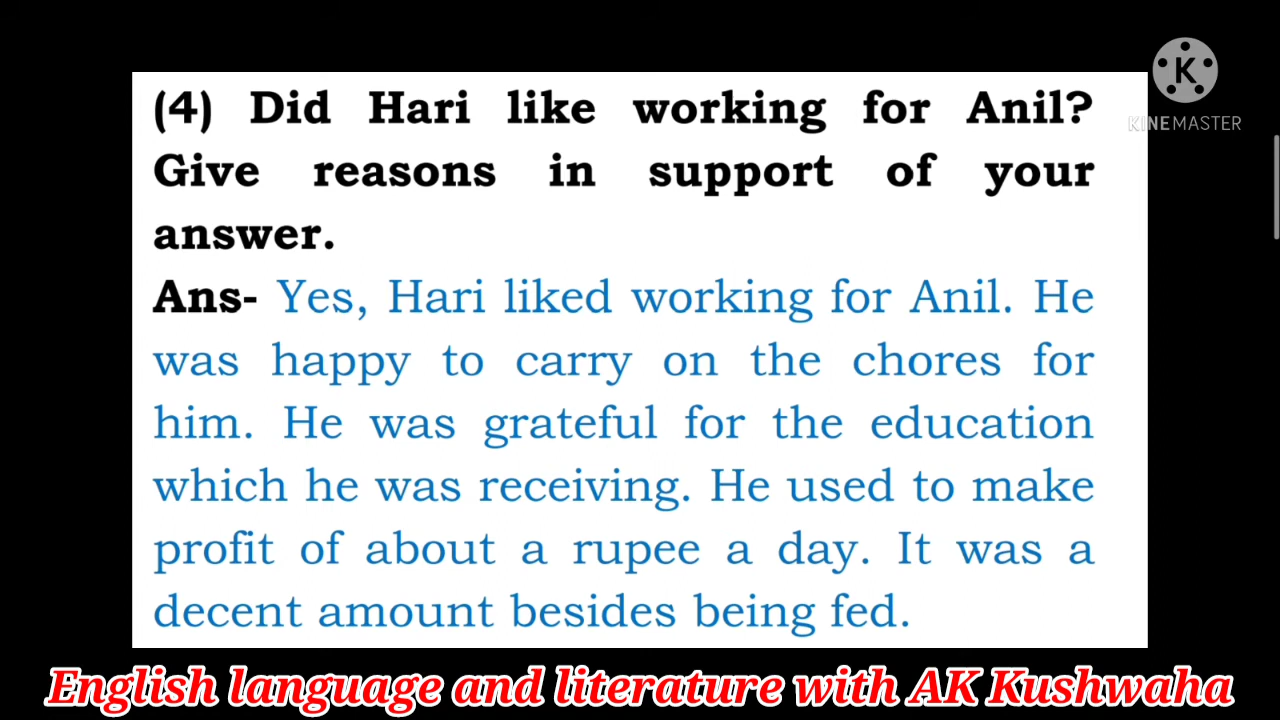 (4) Did Hari like working for Anil?
Give reasons in support of your
answer.
Ans- Yes, Hari liked working for Anil. He
was happy to carry on the chores for
him. He was grateful for the education
which he was receiving. He used to make
profit of about a rupee a day. It was a
decent amount besides being fed.
K
KINEMASTER
English language and literature with AK Kushwaha